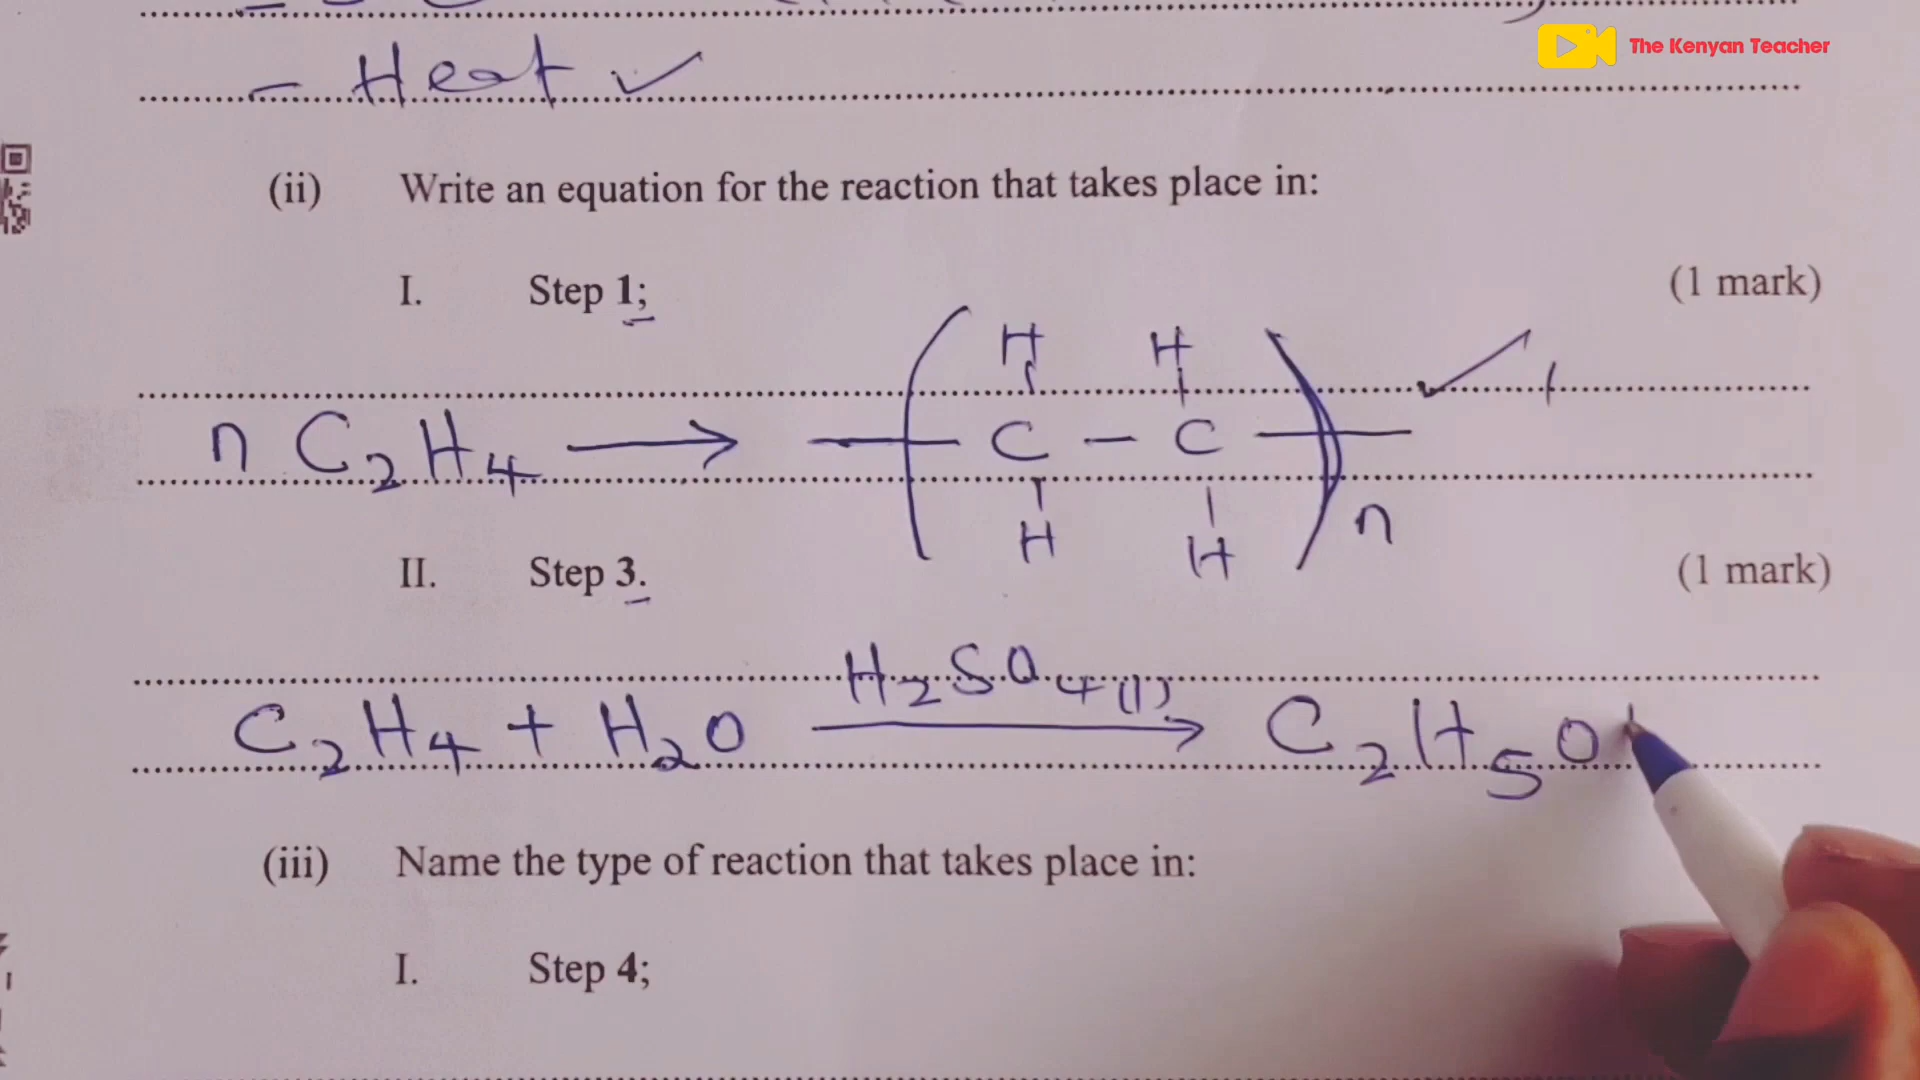 The Kenyan Teacher
- Heat ✓
(ii) Write an equation for the reaction that takes place in:
I. Step 1; (1 mark)
H H
n C2H4 → ( C - C ) n ✓ 1
H H
II. Step 3. (1 mark)
H2SO4(l)
C2H4 + H2O → C2H5O
(iii) Name the type of reaction that takes place in:
I. Step 4;